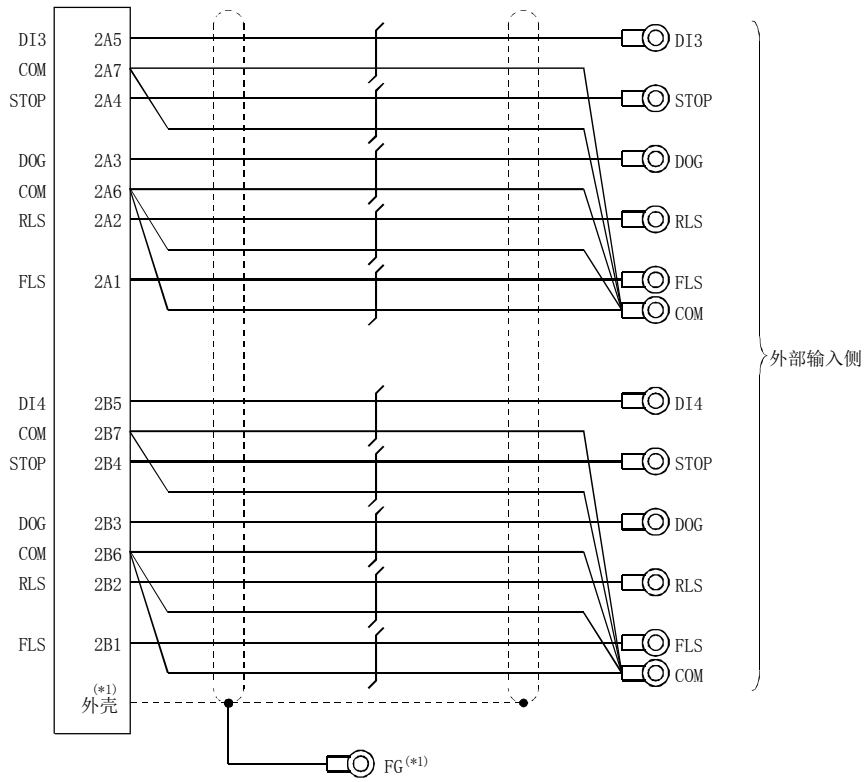 DI3 2A5 DI3
COM 2A7
STOP 2A4 STOP
DOG 2A3 DOG
COM 2A6
RLS 2A2 RLS
FLS 2A1 FLS
COM
外部输入侧
DI4 2B5 DI4
COM 2B7
STOP 2B4 STOP
DOG 2B3 DOG
COM 2B6
RLS 2B2 RLS
FLS 2B1 FLS
COM
(*1)
外壳
FG(*1)